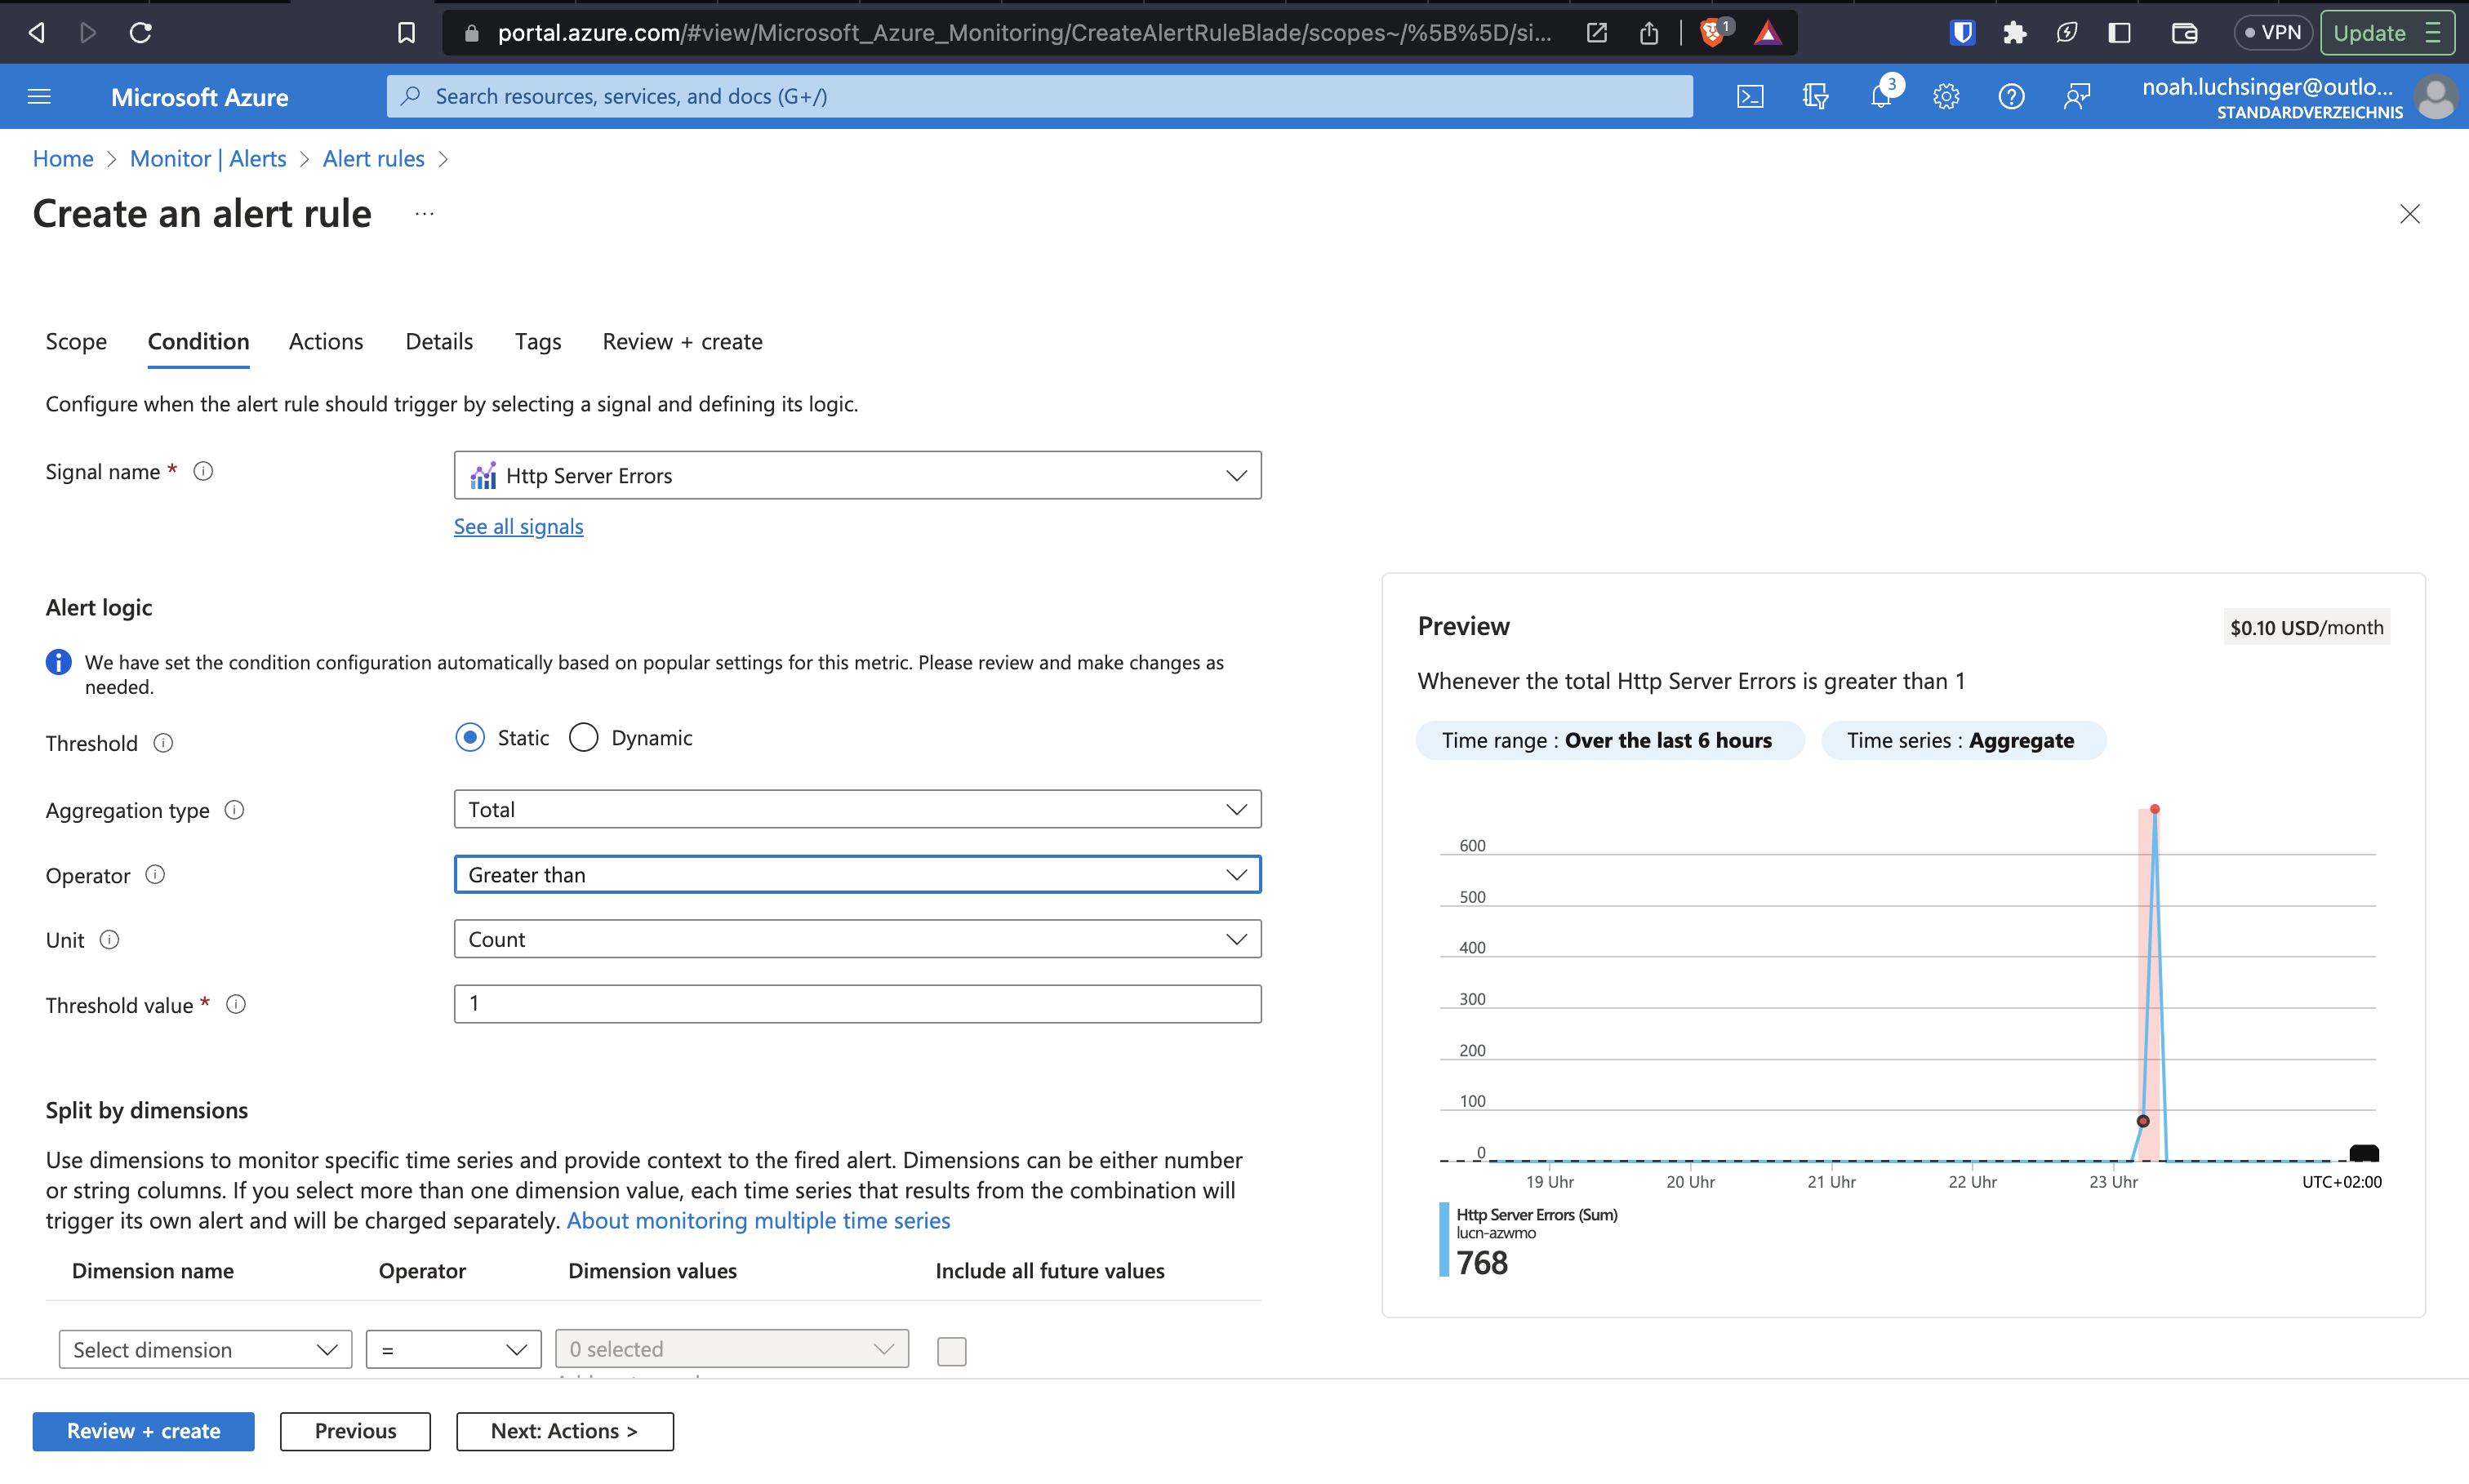 portal.azure.com/#view/Microsoft_Azure_Monitoring/CreateAlertRuleBlade/scopes~/%5B%5D/si...
1
VPN
Update
Microsoft Azure
Search resources, services, and docs (G+/)
3
noah.luchsinger@outlo...
STANDARDVERZEICHNIS
Home > Monitor | Alerts > Alert rules >
Create an alert rule ...
Scope Condition Actions Details Tags Review + create
Configure when the alert rule should trigger by selecting a signal and defining its logic.
Signal name *
Http Server Errors
See all signals
Alert logic
We have set the condition configuration automatically based on popular settings for this metric. Please review and make changes as
needed.
Threshold
Static Dynamic
Aggregation type
Total
Operator
Greater than
Unit
Count
Threshold value *
1
Split by dimensions
Use dimensions to monitor specific time series and provide context to the fired alert. Dimensions can be either number
or string columns. If you select more than one dimension value, each time series that results from the combination will
trigger its own alert and will be charged separately. About monitoring multiple time series
Dimension name Operator Dimension values Include all future values
Select dimension = 0 selected
Preview
$0.10 USD/month
Whenever the total Http Server Errors is greater than 1
Time range : Over the last 6 hours
Time series : Aggregate
600
500
400
300
200
100
0
19 Uhr 20 Uhr 21 Uhr 22 Uhr 23 Uhr UTC+02:00
Http Server Errors (Sum)
lucn-azwmo
768
Review + create Previous Next: Actions >